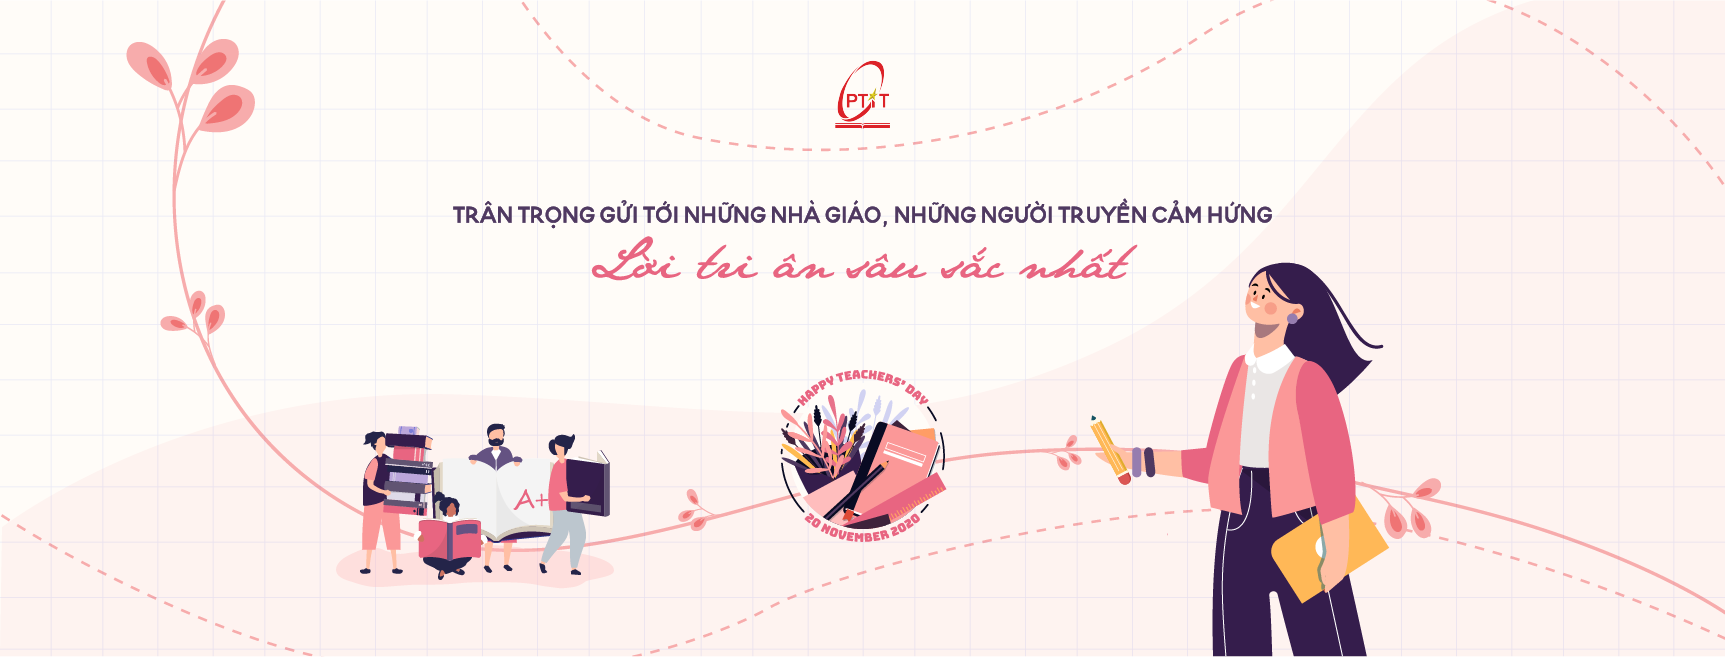 PTIT
TRÂN TRỌNG GỬI TỚI NHỮNG NHÀ GIÁO, NHỮNG NGƯỜI TRUYỀN CẢM HỨNG
Lời tri ân sâu sắc nhất
HAPPY TEACHERS' DAY
A+
20 NOVEMBER 2020